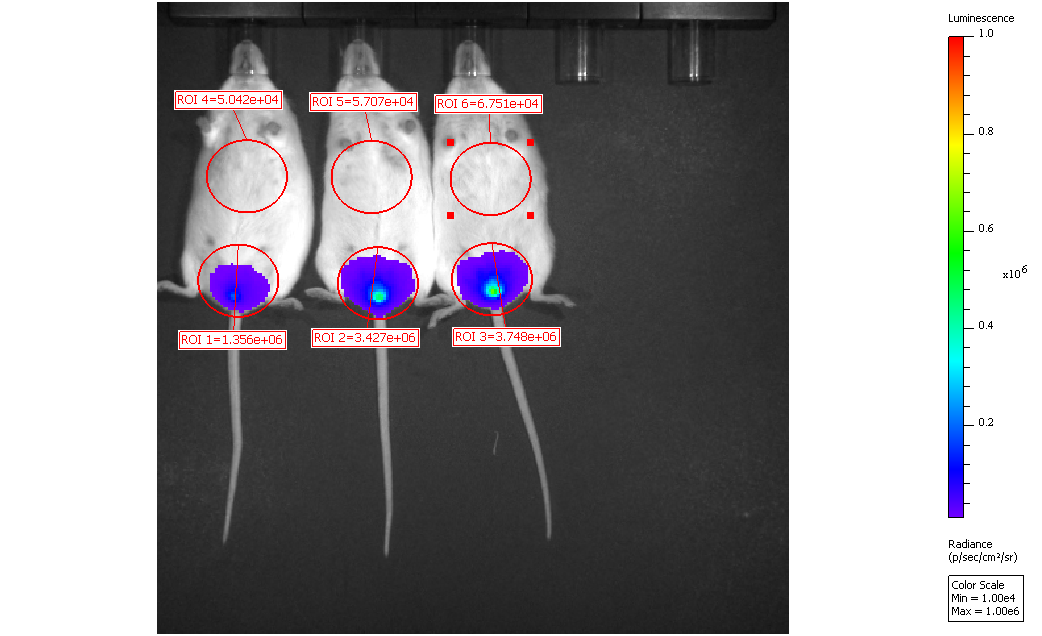 Luminescence
1.0
ROI 4=5.042e+04
ROI 5=5.707e+04
ROI 6=6.751e+04
0.8
0.6
x10⁶
0.4
ROI 1=1.356e+06
ROI 2=3.427e+06
ROI 3=3.748e+06
0.2
Radiance
(p/sec/cm²/sr)
Color Scale
Min = 1.00e4
Max = 1.00e6